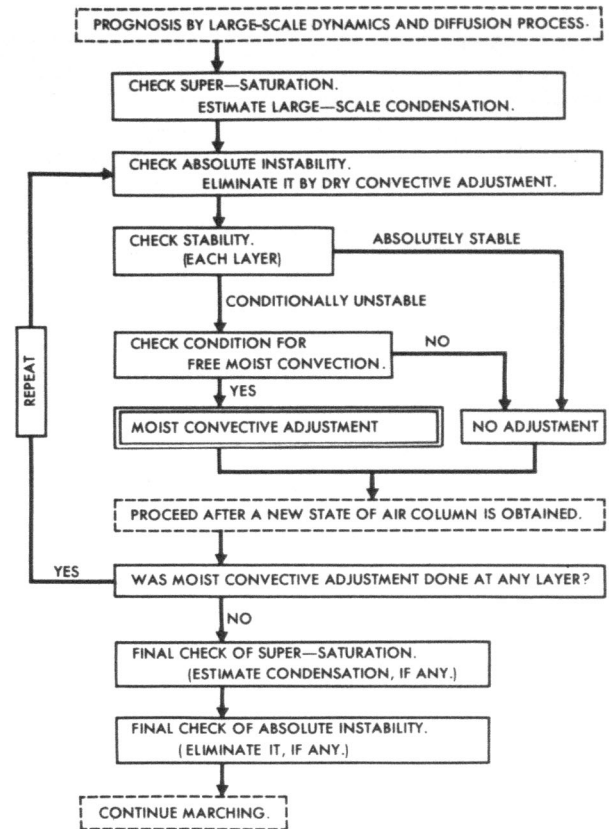 PROGNOSIS BY LARGE-SCALE DYNAMICS AND DIFFUSION PROCESS.
CHECK SUPER—SATURATION.
ESTIMATE LARGE—SCALE CONDENSATION.
CHECK ABSOLUTE INSTABILITY.
ELIMINATE IT BY DRY CONVECTIVE ADJUSTMENT.
CHECK STABILITY.
(EACH LAYER)
ABSOLUTELY STABLE
CONDITIONALLY UNSTABLE
CHECK CONDITION FOR
FREE MOIST CONVECTION.
NO
YES
REPEAT
MOIST CONVECTIVE ADJUSTMENT
NO ADJUSTMENT
PROCEED AFTER A NEW STATE OF AIR COLUMN IS OBTAINED.
YES
WAS MOIST CONVECTIVE ADJUSTMENT DONE AT ANY LAYER?
NO
FINAL CHECK OF SUPER—SATURATION.
(ESTIMATE CONDENSATION, IF ANY.)
FINAL CHECK OF ABSOLUTE INSTABILITY.
(ELIMINATE IT, IF ANY.)
CONTINUE MARCHING.